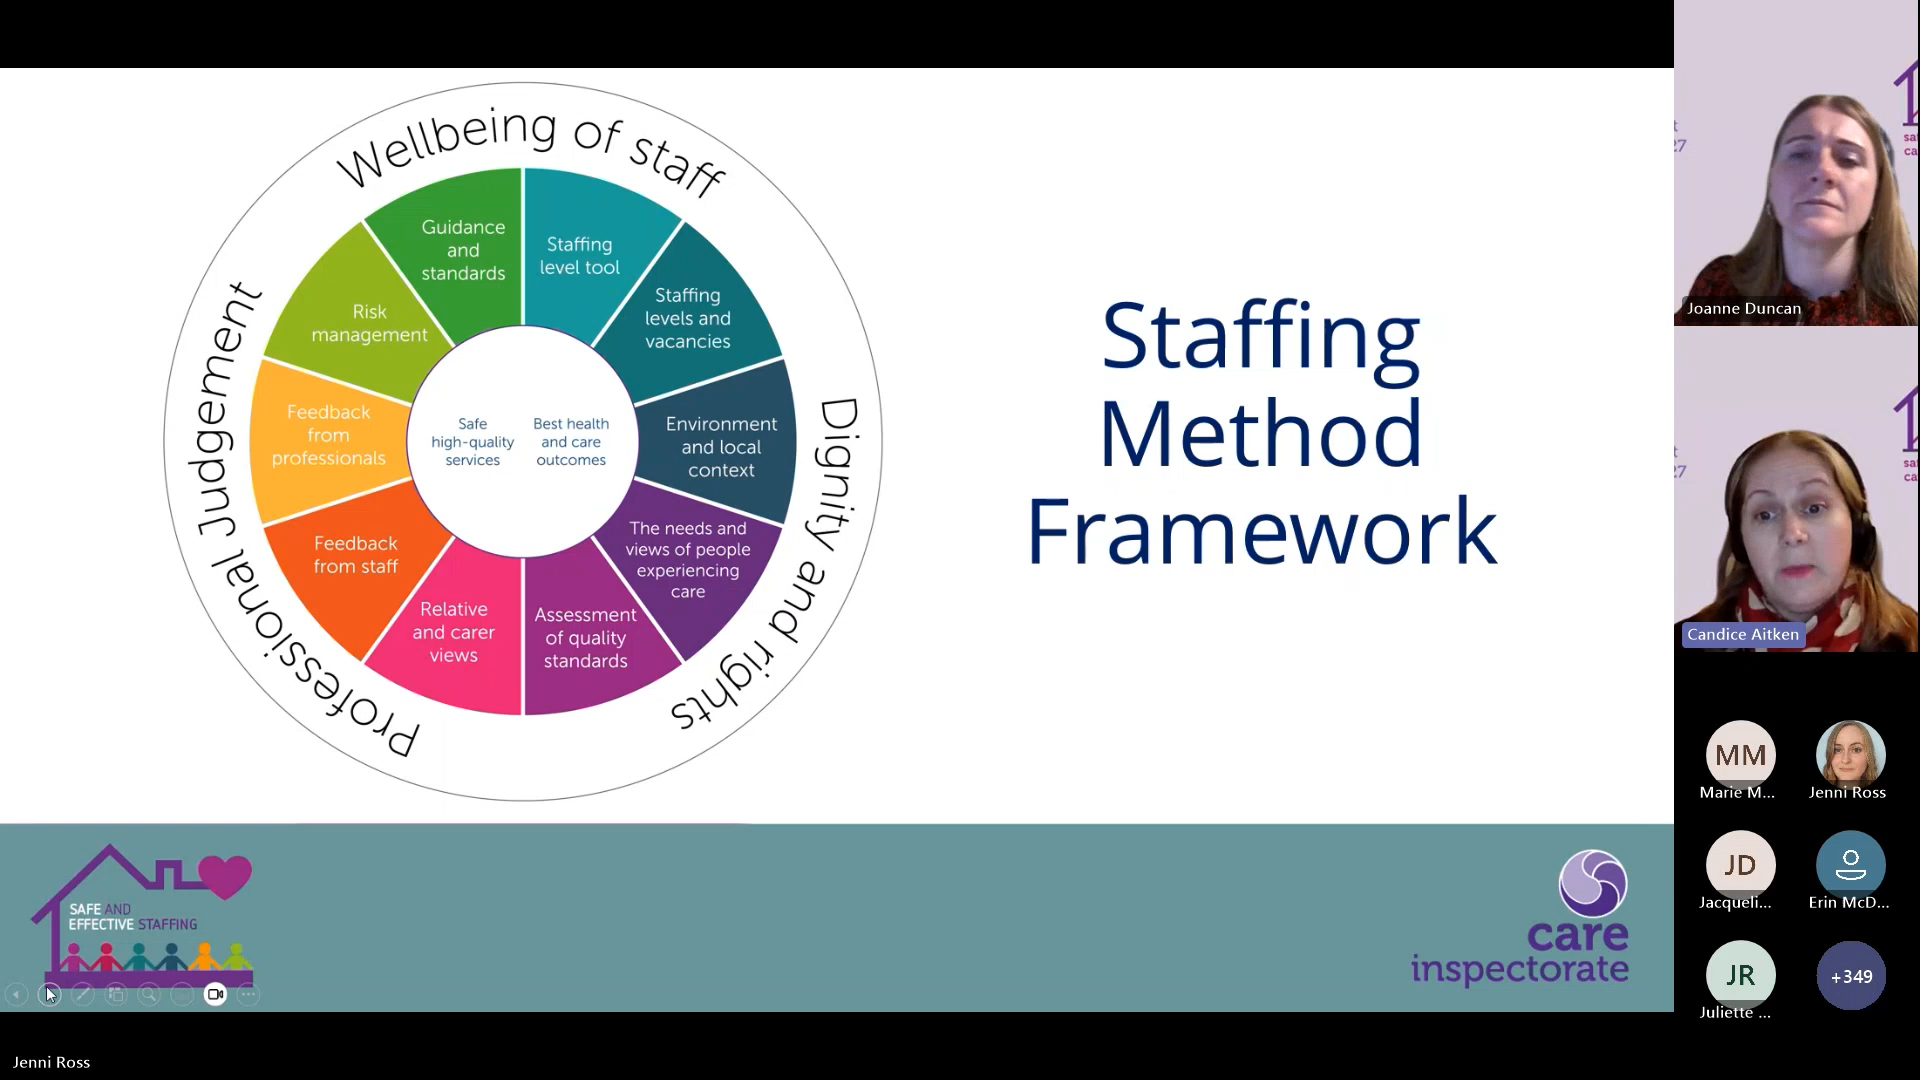 Wellbeing of staff
Professional Judgement
Dignity and rights
Guidance
and
standards
Staffing
level tool
Staffing
levels and
vacancies
Environment
and local
context
The needs and
views of people
experiencing
care
Assessment
of quality
standards
Relative
and carer
views
Feedback
from staff
Feedback
from
professionals
Risk
management
Safe
high-quality
services
Best health
and care
outcomes
Staffing
Method
Framework
SAFE AND
EFFECTIVE STAFFING
care
inspectorate
Jenni Ross
Joanne Duncan
Candice Aitken
MM
Marie M...
Jenni Ross
JD
Jacqueli...
Erin McD...
JR
Juliette ...
+349